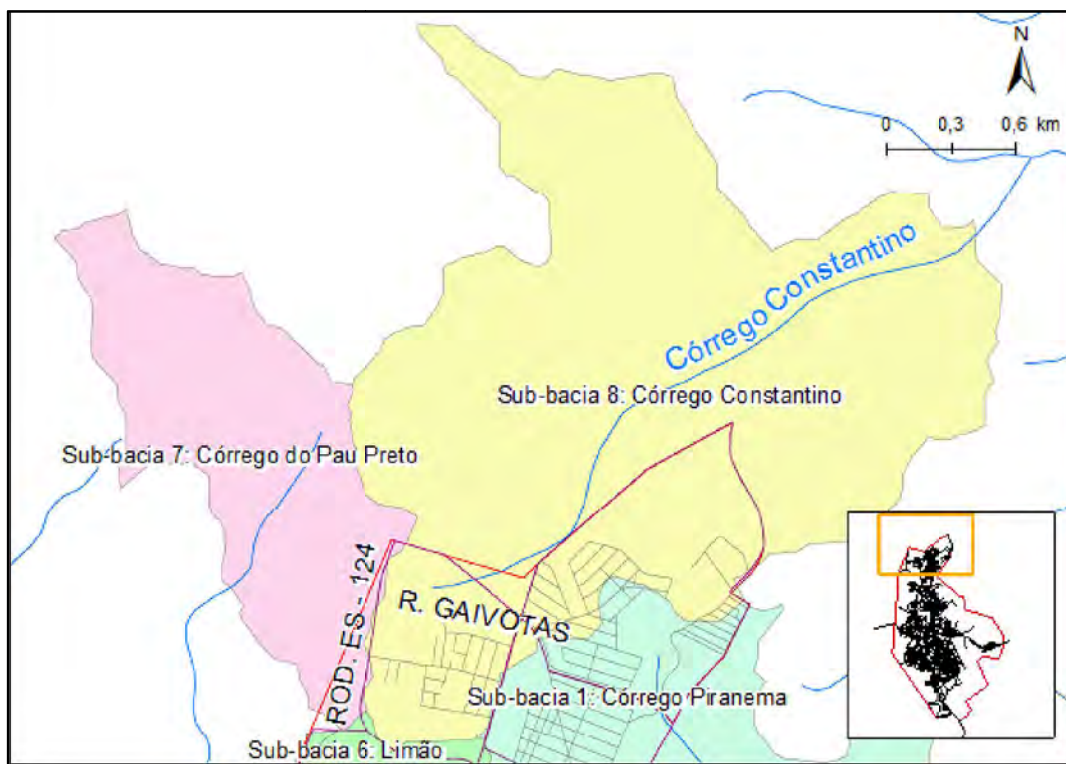 N
0 0,3 0,6 km
Córrego Constantino
Sub-bacia 8: Córrego Constantino
Sub-bacia 7: Córrego do Pau Preto
ROD. ES - 124
R. GAIVOTAS
Sub-bacia 1: Córrego Piranema
Sub-bacia 6: Limão